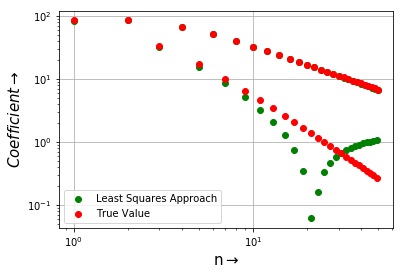 10²
10¹
10⁰
10⁻¹
Coefficient→
Least Squares Approach
True Value
10⁰
10¹
n→